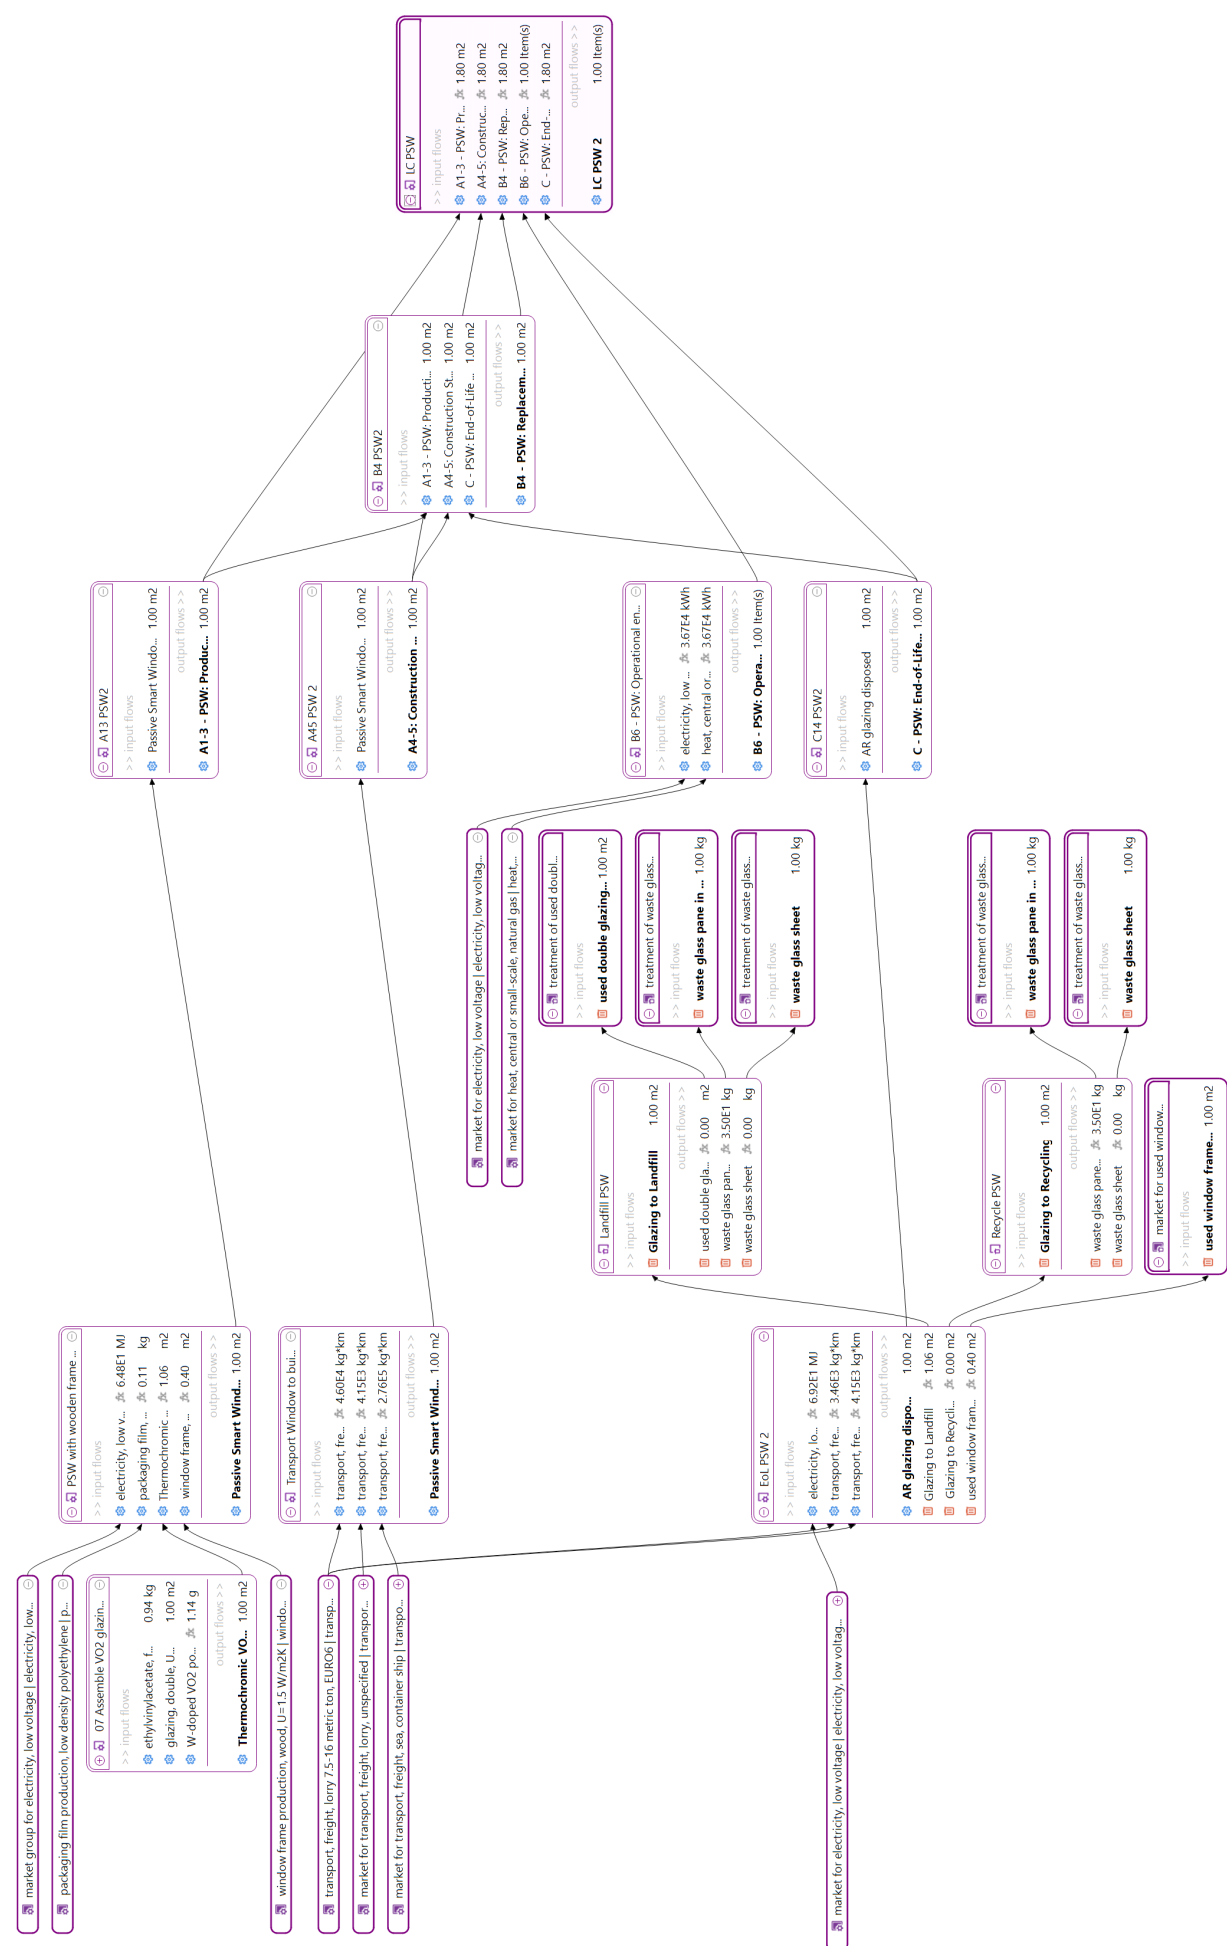 market group for electricity, low voltage | electricity, low...
packaging film production, low density polyethylene | p...
07 Assemble VO2 glazin...
>> input flows
ethylvinylacetate, f... 0.94 kg
glazing, double, U... 1.00 m2
W-doped VO2 po... fx 1.14 g
output flows >>
Thermochromic VO... 1.00 m2
window frame production, wood, U=1.5 W/m2K | windo...
transport, freight, lorry 7.5-16 metric ton, EURO6 | transp...
market for transport, freight, lorry, unspecified | transpor...
market for transport, freight, sea, container ship | transpo...
market for electricity, low voltage | electricity, low voltag...
PSW with wooden frame ...
>> input flows
electricity, low v... fx 6.48E1 MJ
packaging film, ... fx 0.11 kg
Thermochromic ... fx 1.06 m2
window frame, ... fx 0.40 m2
output flows >>
Passive Smart Wind... 1.00 m2
Transport Window to bui...
>> input flows
transport, fre... fx 4.60E4 kg*km
transport, fre... fx 4.15E3 kg*km
transport, fre... fx 2.76E5 kg*km
output flows >>
Passive Smart Wind... 1.00 m2
EoL PSW 2
>> input flows
electricity, lo... fx 6.92E1 MJ
transport, fre... fx 3.46E3 kg*km
transport, fre... fx 4.15E3 kg*km
output flows >>
AR glazing dispo... 1.00 m2
Glazing to Landfill fx 1.06 m2
Glazing to Recycli... fx 0.00 m2
used window fram... fx 0.40 m2
Landfill PSW
>> input flows
Glazing to Landfill 1.00 m2
output flows >>
used double gla... fx 0.00 m2
waste glass pan... fx 3.50E1 kg
waste glass sheet fx 0.00 kg
Recycle PSW
>> input flows
Glazing to Recycling 1.00 m2
output flows >>
waste glass pane... fx 3.50E1 kg
waste glass sheet fx 0.00 kg
market for used window...
>> input flows
used window frame... 1.00 m2
market for electricity, low voltage | electricity, low voltag...
market for heat, central or small-scale, natural gas | heat,...
treatment of used doubl...
>> input flows
used double glazing... 1.00 m2
treatment of waste glass...
>> input flows
waste glass pane in ... 1.00 kg
treatment of waste glass...
>> input flows
waste glass sheet 1.00 kg
treatment of waste glass...
>> input flows
waste glass pane in ... 1.00 kg
treatment of waste glass...
>> input flows
waste glass sheet 1.00 kg
A13 PSW2
>> input flows
Passive Smart Windo... 1.00 m2
output flows >>
A1-3 - PSW: Produc... 1.00 m2
A45 PSW 2
>> input flows
Passive Smart Windo... 1.00 m2
output flows >>
A4-5: Construction ... 1.00 m2
B6 - PSW: Operational en...
>> input flows
electricity, low ... fx 3.67E4 kWh
heat, central or... fx 3.67E4 kWh
output flows >>
B6 - PSW: Opera... 1.00 Item(s)
C14 PSW2
>> input flows
AR glazing disposed 1.00 m2
output flows >>
C - PSW: End-of-Life... 1.00 m2
B4 PSW2
>> input flows
A1-3 - PSW: Producti... 1.00 m2
A4-5: Construction St... 1.00 m2
C - PSW: End-of-Life ... 1.00 m2
output flows >>
B4 - PSW: Replacem... 1.00 m2
LC PSW
>> input flows
A1-3 - PSW: Pr... fx 1.80 m2
A4-5: Construc... fx 1.80 m2
B4 - PSW: Rep... fx 1.80 m2
B6 - PSW: Ope... fx 1.00 Item(s)
C - PSW: End-... fx 1.80 m2
output flows >>
LC PSW 2 1.00 Item(s)